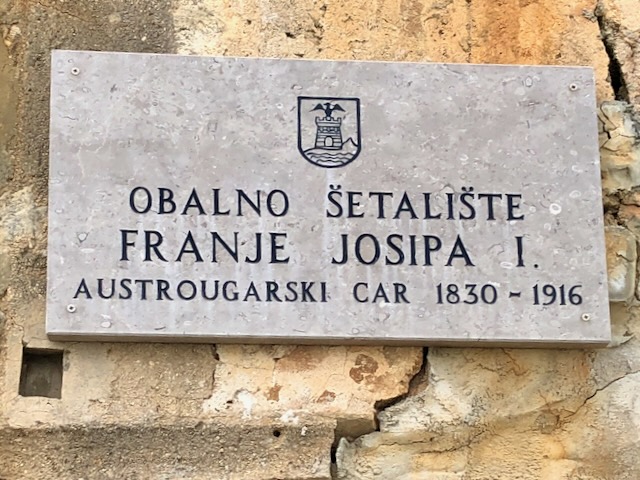 OBALNO ŠETALIŠTE
FRANJE JOSIPA I.
AUSTROUGARSKI CAR 1830 - 1916